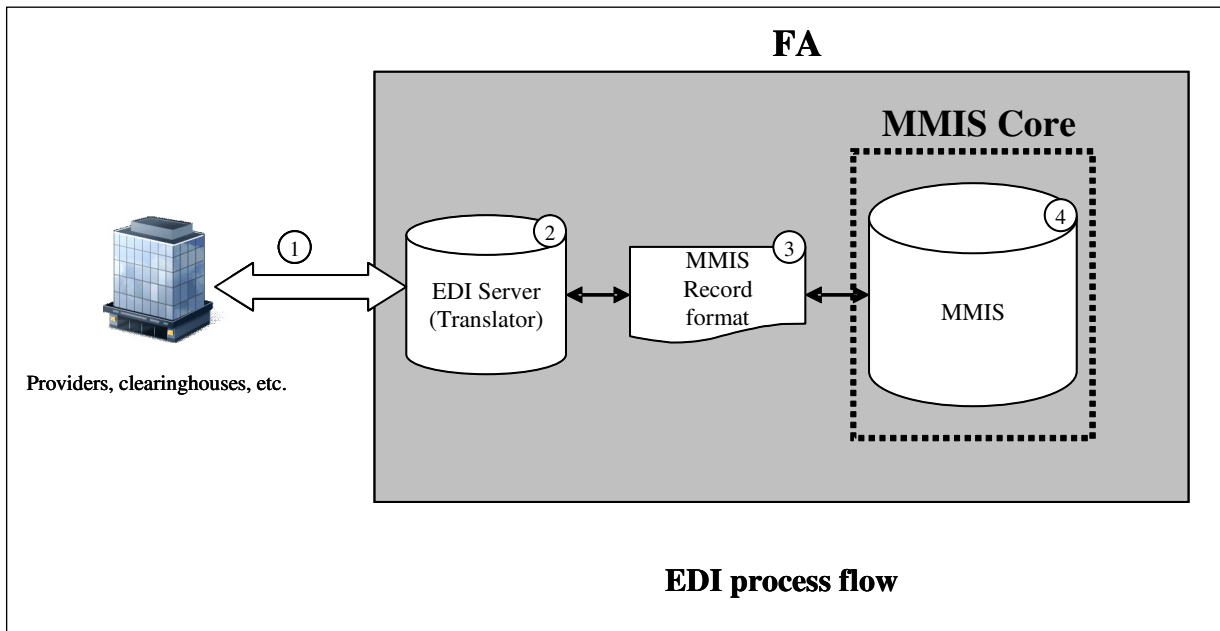 FA
MMIS Core
1
2
3
4
EDI Server
(Translator)
MMIS
Record
format
MMIS
Providers, clearinghouses, etc.
EDI process flow